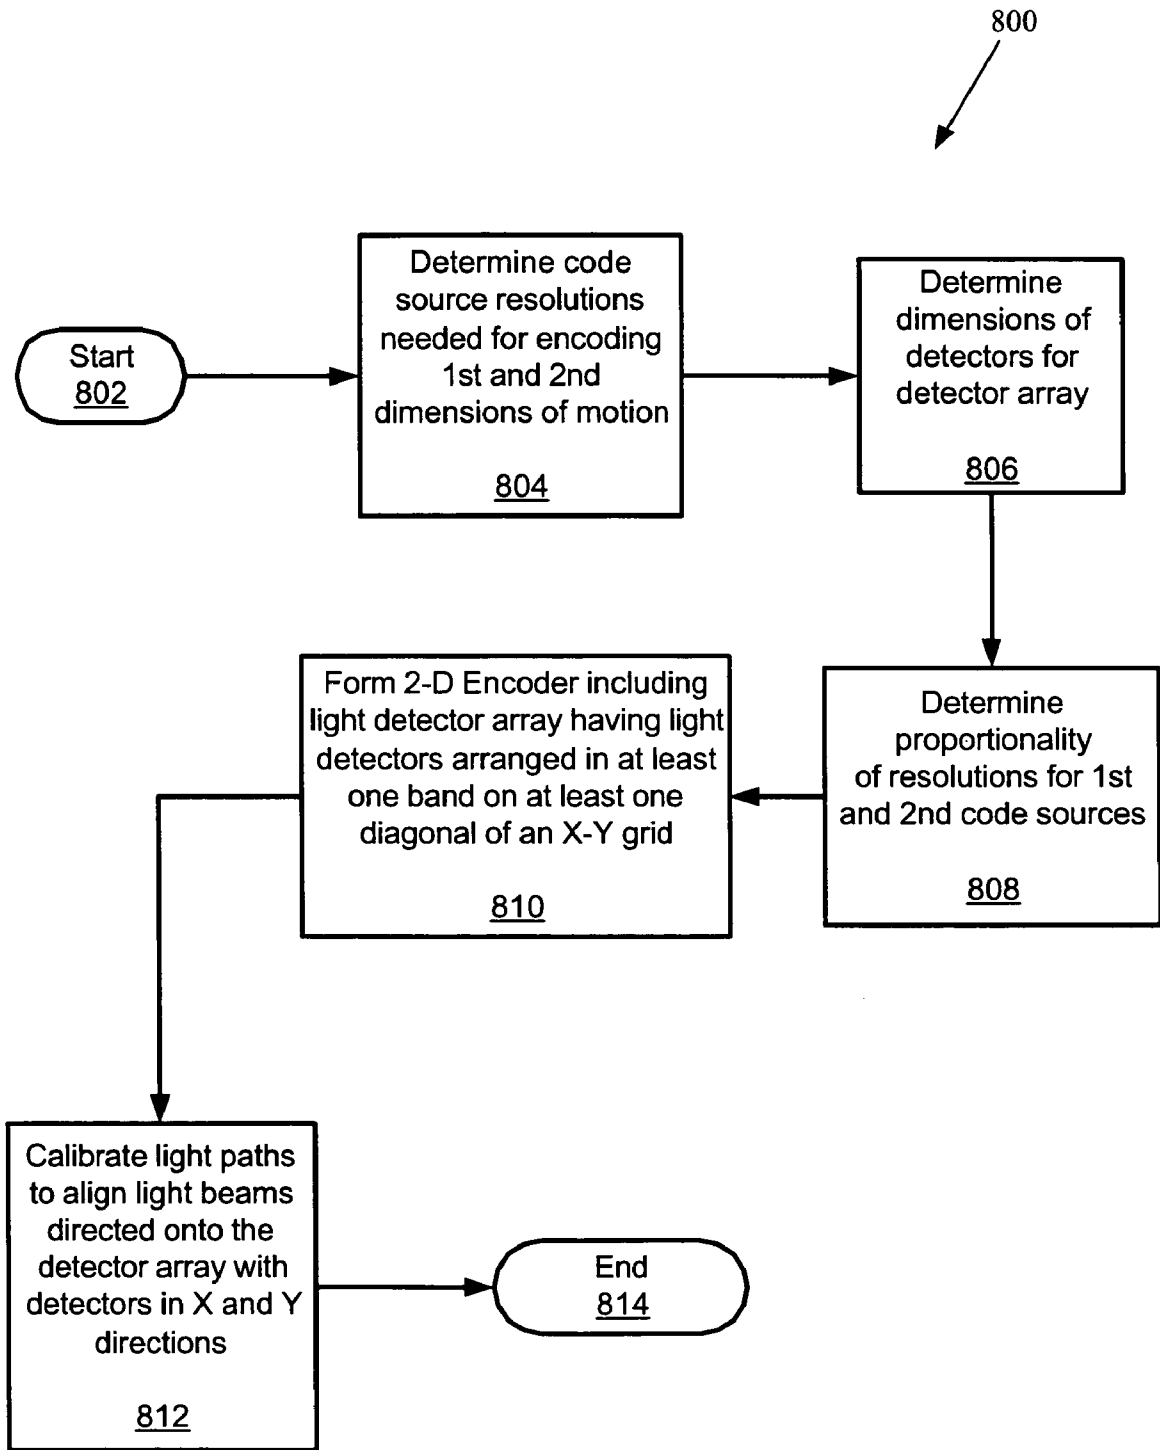 800
Start
802
Determine code
source resolutions
needed for encoding
1st and 2nd
dimensions of motion
804
Determine
dimensions of
detectors for
detector array
806
Determine
proportionality
of resolutions for 1st
and 2nd code sources
808
Form 2-D Encoder including
light detector array having light
detectors arranged in at least
one band on at least one
diagonal of an X-Y grid
810
Calibrate light paths
to align light beams
directed onto the
detector array with
detectors in X and Y
directions
812
End
814